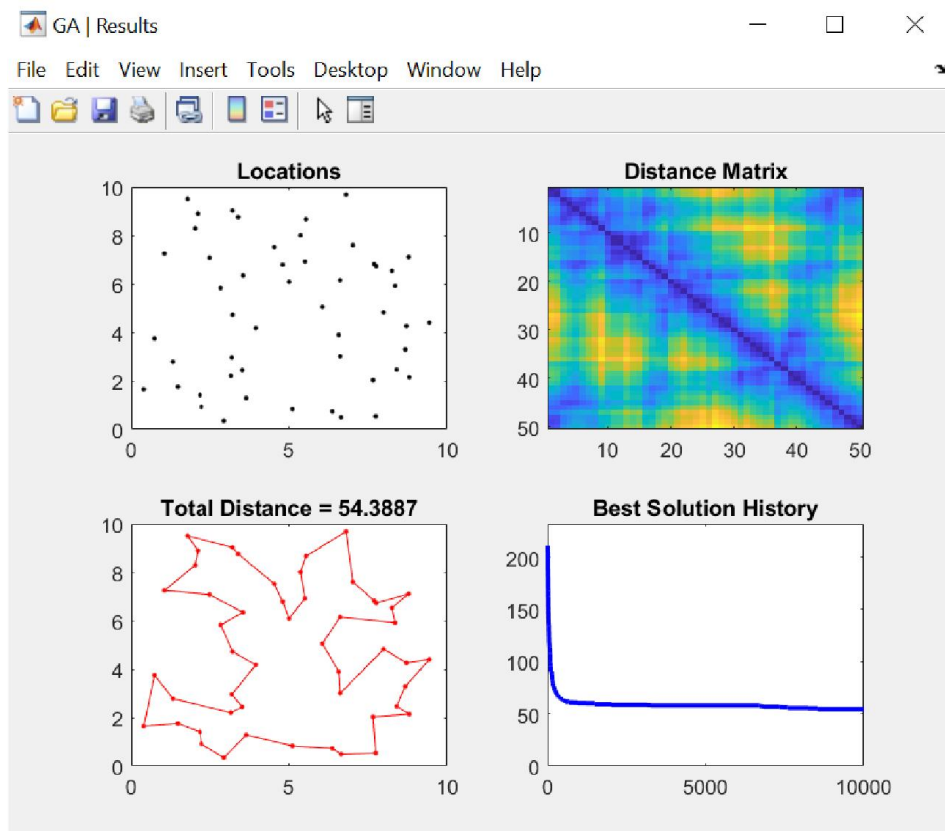 GA | Results
File Edit View Insert Tools Desktop Window Help
Locations
10
8
6
4
2
0
0 5 10
Distance Matrix
10
20
30
40
50
10 20 30 40 50
Total Distance = 54.3887
10
8
6
4
2
0
0 5 10
Best Solution History
200
150
100
50
0
0 5000 10000